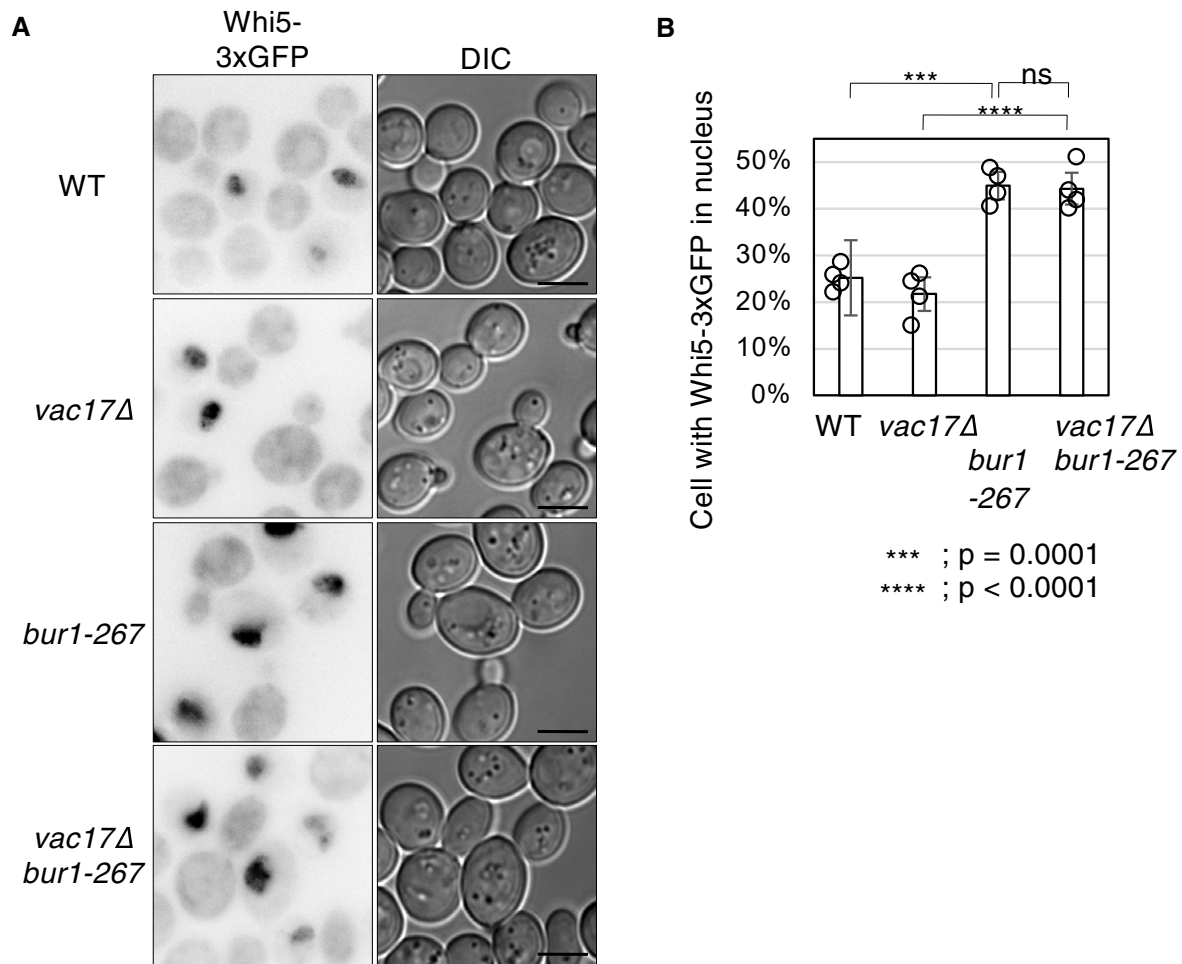 A
Whi5-
3xGFP
DIC
WT
vac17Δ
bur1-267
vac17Δ
bur1-267
B
***
ns
****
Cell with Whi5-3xGFP in nucleus
50%
40%
30%
20%
10%
0%
WT
vac17Δ
bur1
-267
vac17Δ
bur1-267
*** ; p = 0.0001
**** ; p < 0.0001